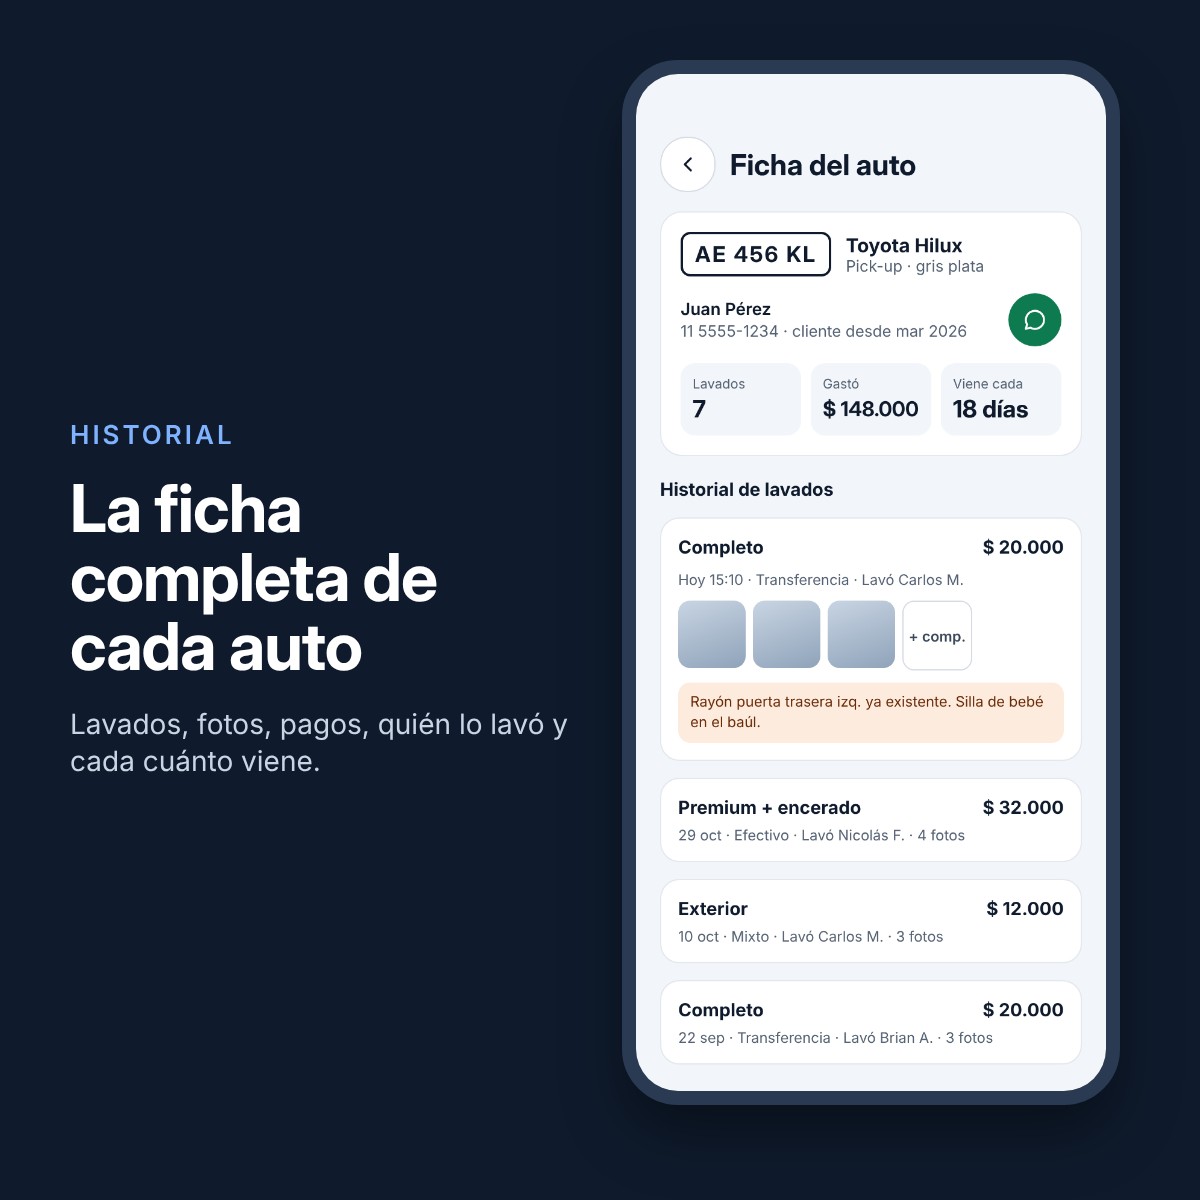 HISTORIAL
La ficha
completa de
cada auto
Lavados, fotos, pagos, quién lo lavó y
cada cuánto viene.
Ficha del auto
AE 456 KL
Toyota Hilux
Pick-up · gris plata
Juan Pérez
11 5555-1234 · cliente desde mar 2026
Lavados
7
Gastó
$ 148.000
Viene cada
18 días
Historial de lavados
Completo $ 20.000
Hoy 15:10 · Transferencia · Lavó Carlos M.
+ comp.
Rayón puerta trasera izq. ya existente. Silla de bebé
en el baúl.
Premium + encerado $ 32.000
29 oct · Efectivo · Lavó Nicolás F. · 4 fotos
Exterior $ 12.000
10 oct · Mixto · Lavó Carlos M. · 3 fotos
Completo $ 20.000
22 sep · Transferencia · Lavó Brian A. · 3 fotos